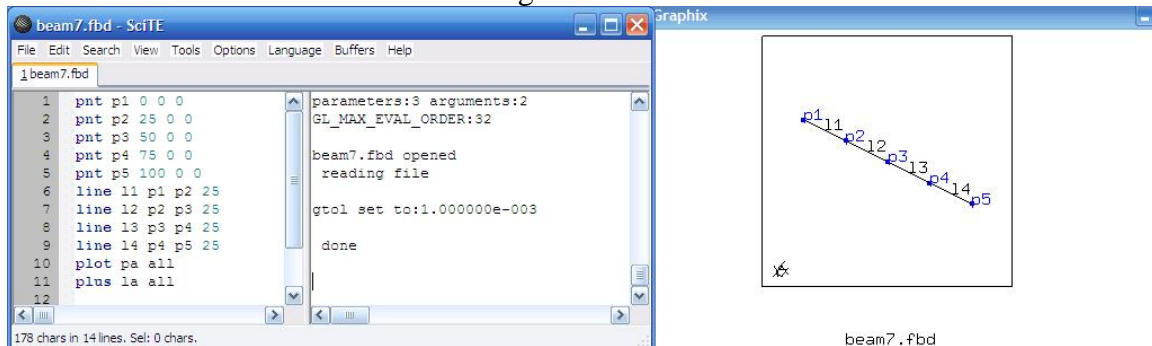 beam7.fbd - SciTE
File Edit Search View Tools Options Language Buffers Help
1 beam7.fbd
1 pnt p1 0 0 0
2 pnt p2 25 0 0
3 pnt p3 50 0 0
4 pnt p4 75 0 0
5 pnt p5 100 0 0
6 line l1 p1 p2 25
7 line l2 p2 p3 25
8 line l3 p3 p4 25
9 line l4 p4 p5 25
10 plot pa all
11 plus la all
12
parameters:3 arguments:2
GL_MAX_EVAL_ORDER:32
beam7.fbd opened
reading file
gtol set to:1.000000e-003
done
178 chars in 14 lines. Sel: 0 chars.
Graphix
p1
l1
p2
l2
p3
l3
p4
l4
p5
beam7.fbd